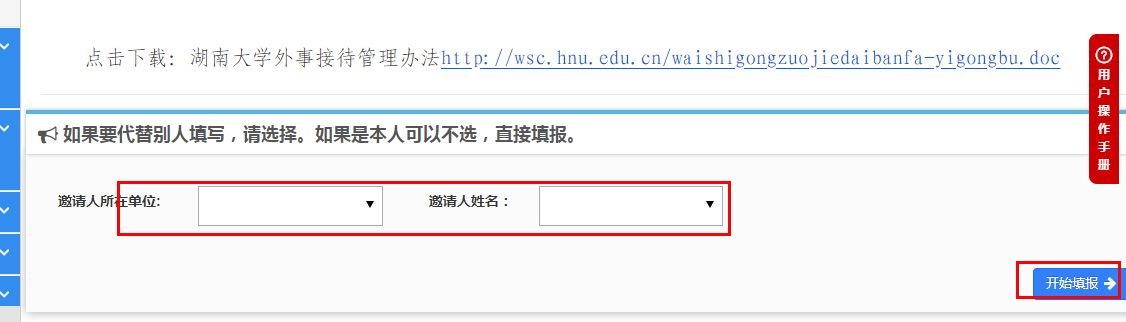 点击下载：湖南大学外事接待管理办法http://wsc.hnu.edu.cn/waishigongzuojiedaibanfa-yigongbu.doc
用户操作手册
如果要代替别人填写，请选择。如果是本人可以不选，直接填报。
邀请人所在单位: 邀请人姓名：
开始填报